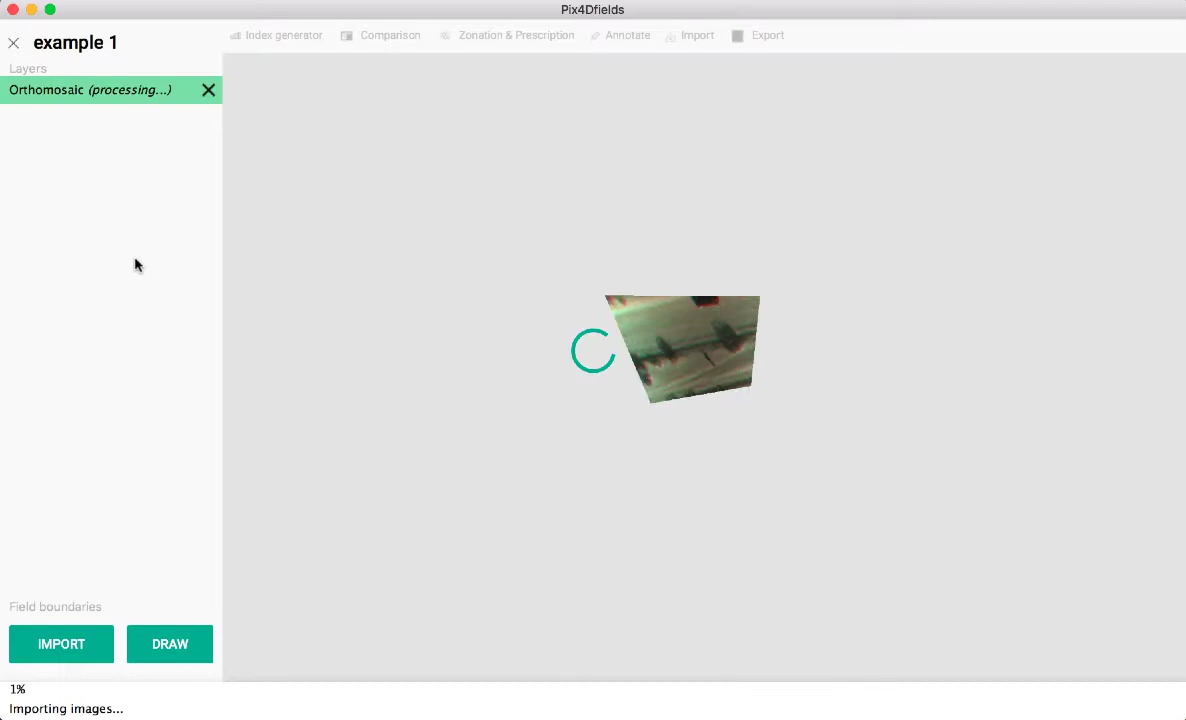 Pix4Dfields
example 1
Index generator Comparison Zonation & Prescription Annotate Import Export
Layers
Orthomosaic (processing...)
Field boundaries
IMPORT DRAW
1%
Importing images...